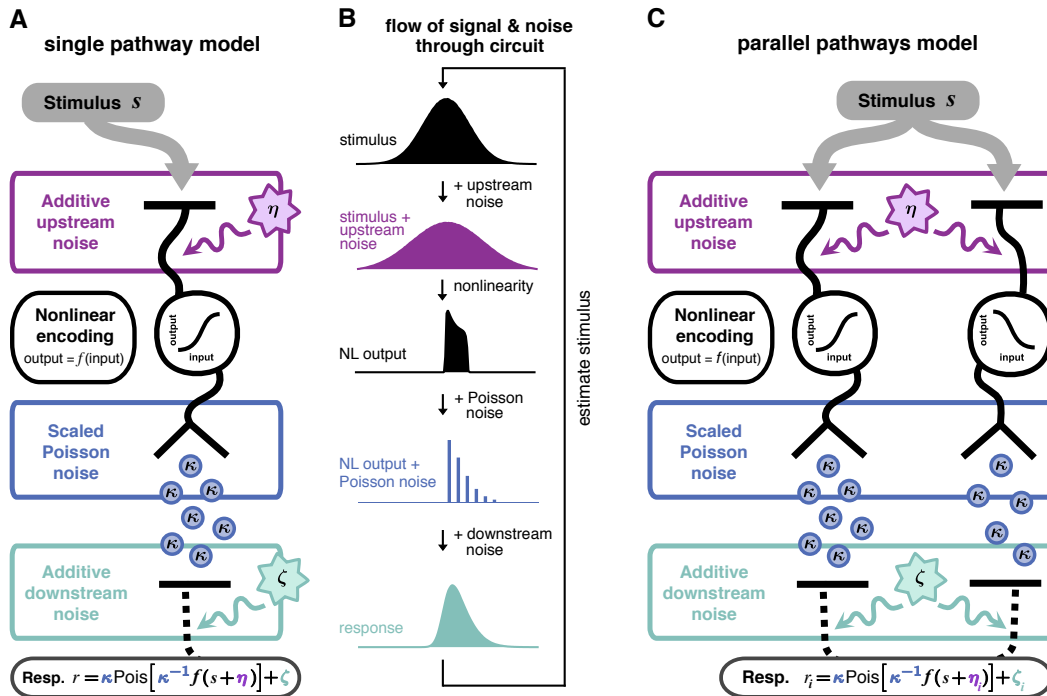 A
single pathway model
Stimulus s
Additive
upstream
noise
η
Nonlinear
encoding
output = f(input)
output
input
Scaled
Poisson
noise
κ
κ
κ
κ
κ
κ
κ
κ
Additive
downstream
noise
ζ
Resp. r = κPois[κ⁻¹f(s+η)]+ζ
B
flow of signal & noise
through circuit
stimulus
+ upstream
noise
stimulus +
upstream
noise
nonlinearity
NL output
+ Poisson
noise
NL output +
Poisson noise
+ downstream
noise
response
estimate stimulus
C
parallel pathways model
Stimulus s
Additive
upstream
noise
η
Nonlinear
encoding
output = f(input)
output
input
output
input
Scaled
Poisson
noise
κ
κ
κ
κ
κ
κ
κ
κ
κ
κ
κ
κ
κ
Additive
downstream
noise
ζ
Resp. rᵢ = κPois[κ⁻¹f(s+ηᵢ)]+ζᵢ